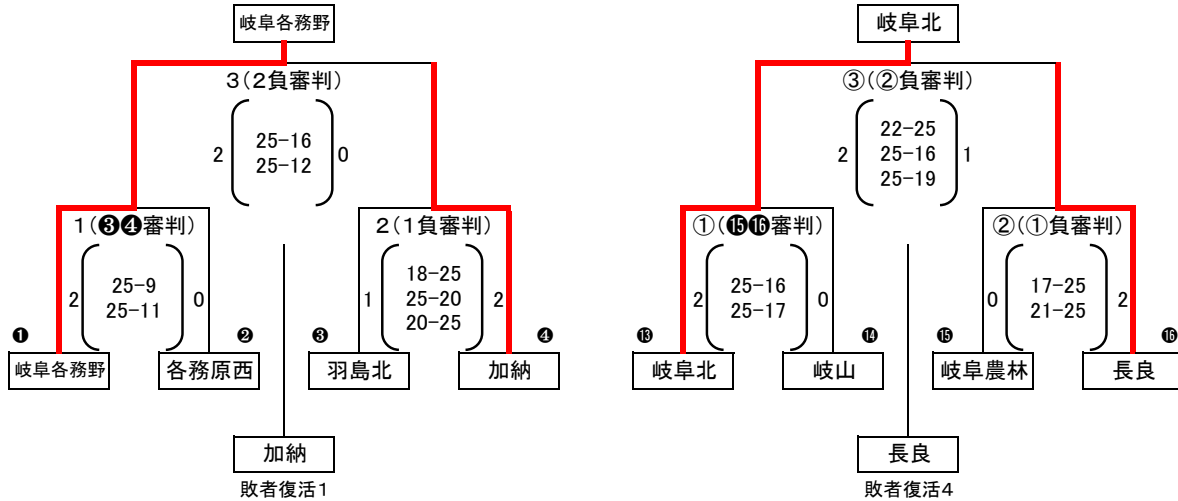 岐阜各務野
3(2負審判)
2 25-16 0
25-12
1(❸❹審判)
2 25-9 0
25-11
2(1負審判)
18-25
1 25-20 2
20-25
❶ ❷ ❸ ❹
岐阜各務野 各務原西 羽島北 加納
加納
敗者復活1
岐阜北
③(②負審判)
22-25
2 25-16 1
25-19
①(⓯⓰審判)
2 25-16 0
25-17
②(①負審判)
0 17-25 2
21-25
⓭ ⓮ ⓯ ⓰
岐阜北 岐山 岐阜農林 長良
長良
敗者復活4